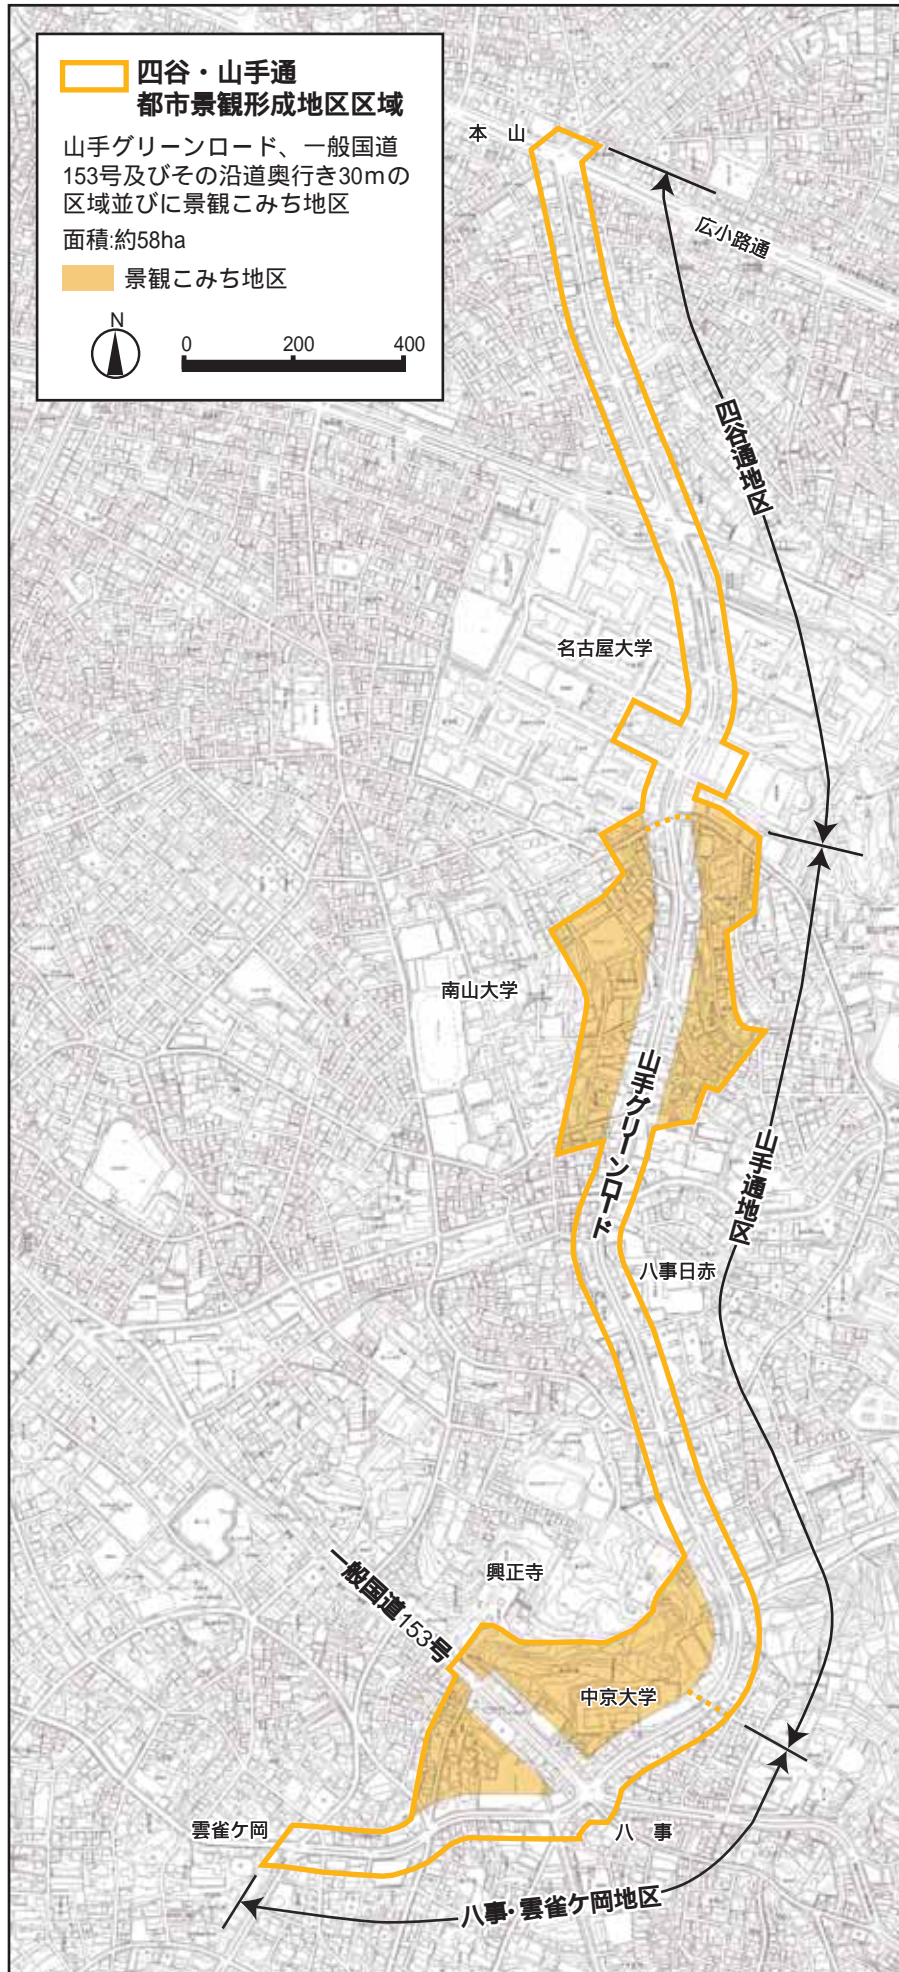 四谷・山手通
都市景観形成地区区域
山手グリーンロード、一般国道
153号及びその沿道奥行き30mの
区域並びに景観こみち地区
面積:約58ha
景観こみち地区
N
0 200 400
本 山
広小路通
四谷通地区
名古屋大学
南山大学
山手グリーンロード
山手通地区
八事日赤
興正寺
一般国道153号
中京大学
雲雀ケ岡
八 事
八事・雲雀ケ岡地区